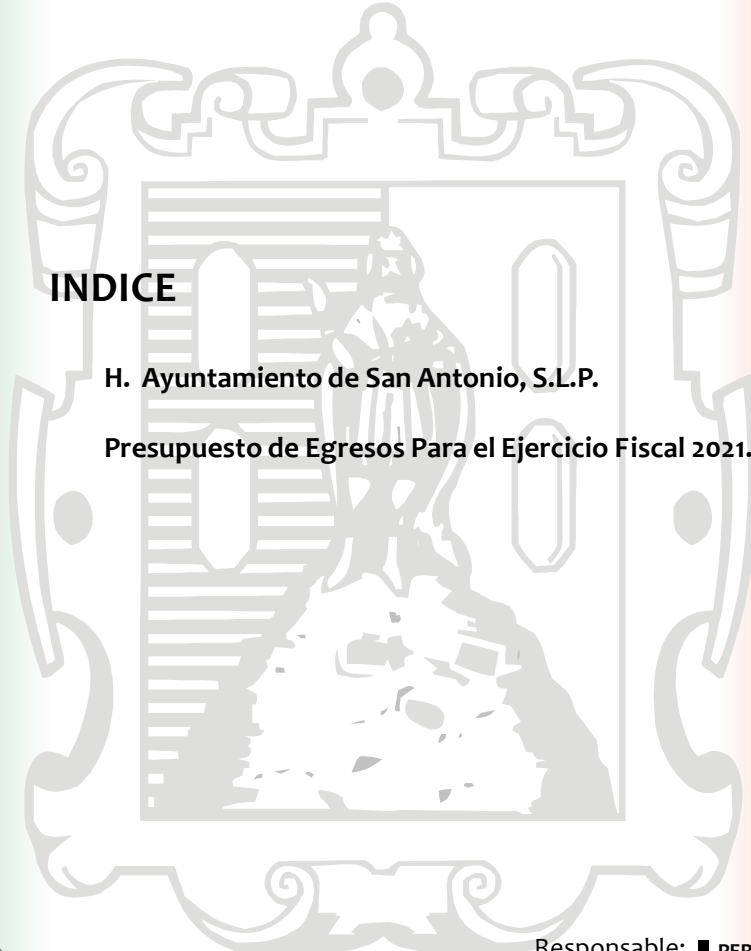 INDICE
H. Ayuntamiento de San Antonio, S.L.P.
Presupuesto de Egresos Para el Ejercicio Fiscal 2021.
Responsable: